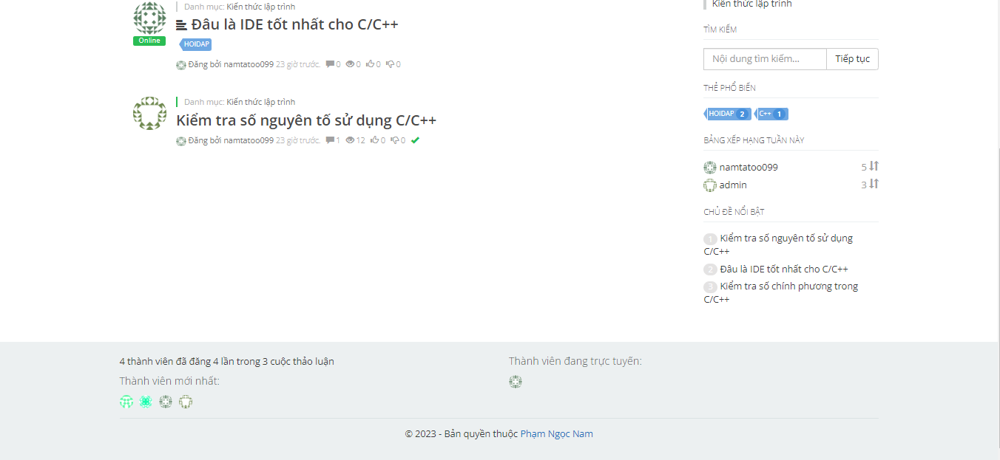 Danh mục: Kiến thức lập trình
Đâu là IDE tốt nhất cho C/C++
Online
HOIDAP
Đăng bởi namtatoo099 23 giờ trước. 0 0 0 0
Danh mục: Kiến thức lập trình
Kiểm tra số nguyên tố sử dụng C/C++
Đăng bởi namtatoo099 23 giờ trước. 1 12 0 0
Kiến thức lập trình
TÌM KIẾM
Nội dung tìm kiếm... Tiếp tục
THẺ PHỔ BIẾN
HOIDAP 2 C++ 1
BẢNG XẾP HẠNG TUẦN NÀY
namtatoo099 5
admin 3
CHỦ ĐỀ NỔI BẬT
1 Kiểm tra số nguyên tố sử dụng
C/C++
2 Đâu là IDE tốt nhất cho C/C++
3 Kiểm tra số chính phương trong
C/C++
4 thành viên đã đăng 4 lần trong 3 cuộc thảo luận
Thành viên mới nhất:
Thành viên đang trực tuyến:
© 2023 - Bản quyền thuộc Phạm Ngọc Nam